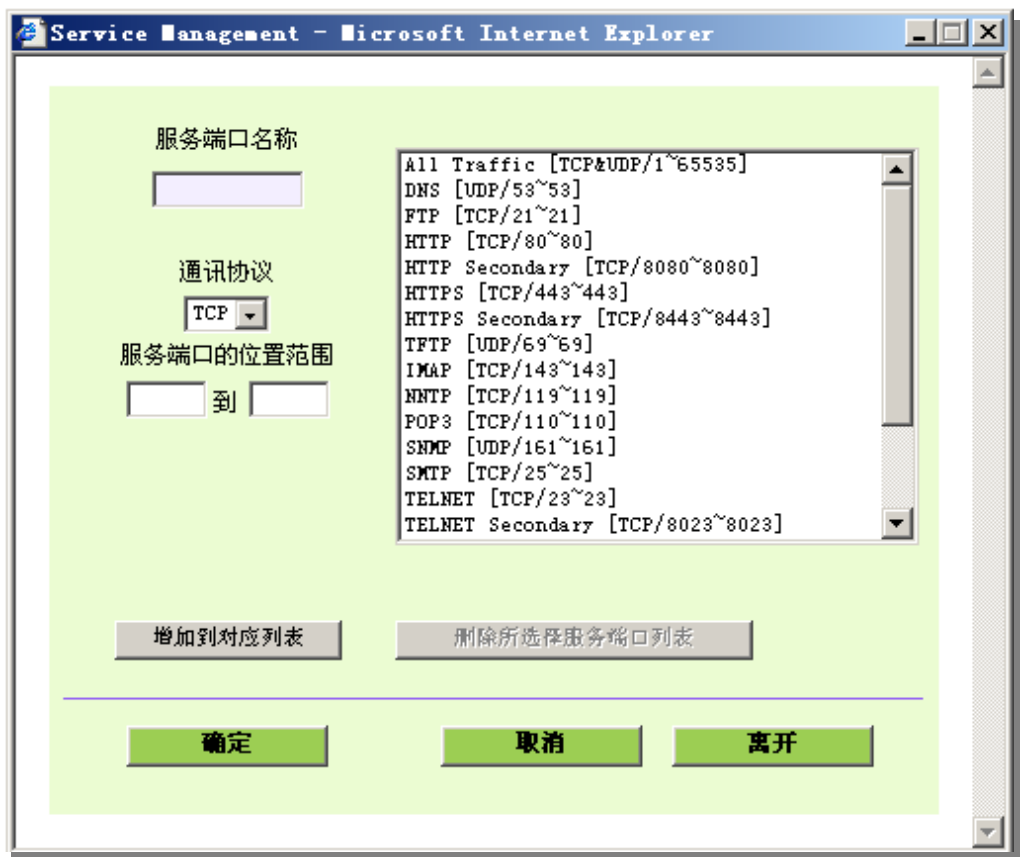 Service Management - Microsoft Internet Explorer
服务端口名称
通讯协议
TCP
服务端口的位置范围
到
All Traffic [TCP&UDP/1~65535]
DNS [UDP/53~53]
FTP [TCP/21~21]
HTTP [TCP/80~80]
HTTP Secondary [TCP/8080~8080]
HTTPS [TCP/443~443]
HTTPS Secondary [TCP/8443~8443]
TFTP [UDP/69~69]
IMAP [TCP/143~143]
NNTP [TCP/119~119]
POP3 [TCP/110~110]
SNMP [UDP/161~161]
SMTP [TCP/25~25]
TELNET [TCP/23~23]
TELNET Secondary [TCP/8023~8023]
增加到对应列表
删除所选择服务端口列表
确定
取消
离开